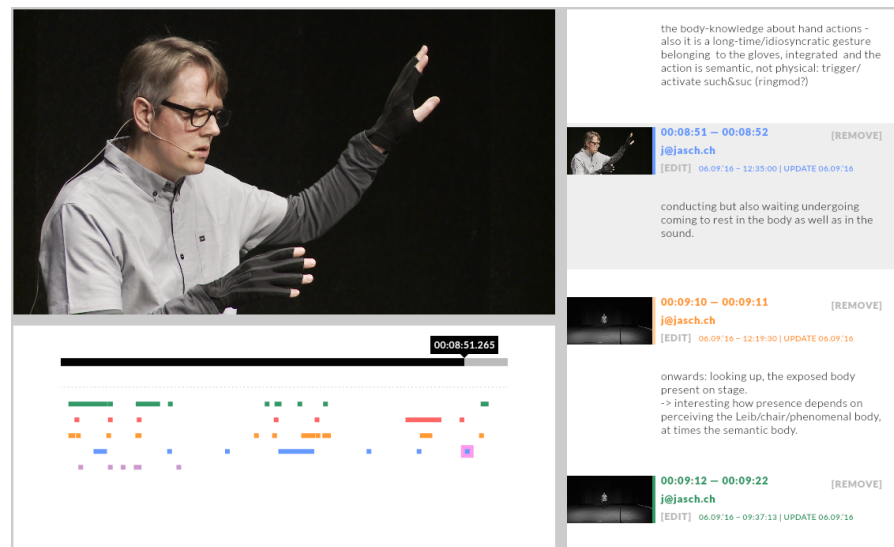 00:08:51.265
the body-knowledge about hand actions -
also it is a long-time/idiosyncratic gesture
belonging to the gloves, integrated and the
action is semantic, not physical: trigger/
activate such&suc (ringmod?)
00:08:51 — 00:08:52 [REMOVE]
j@jasch.ch
[EDIT] 06.09.'16 – 12:35:00 | UPDATE 06.09.'16
conducting but also waiting undergoing
coming to rest in the body as well as in the
sound.
00:09:10 — 00:09:11 [REMOVE]
j@jasch.ch
[EDIT] 06.09.'16 – 12:19:30 | UPDATE 06.09.'16
onwards: looking up, the exposed body
present on stage.
-> interesting how presence depends on
perceiving the Leib/chair/phenomenal body,
at times the semantic body.
00:09:12 — 00:09:22 [REMOVE]
j@jasch.ch
[EDIT] 06.09.'16 – 09:37:13 | UPDATE 06.09.'16